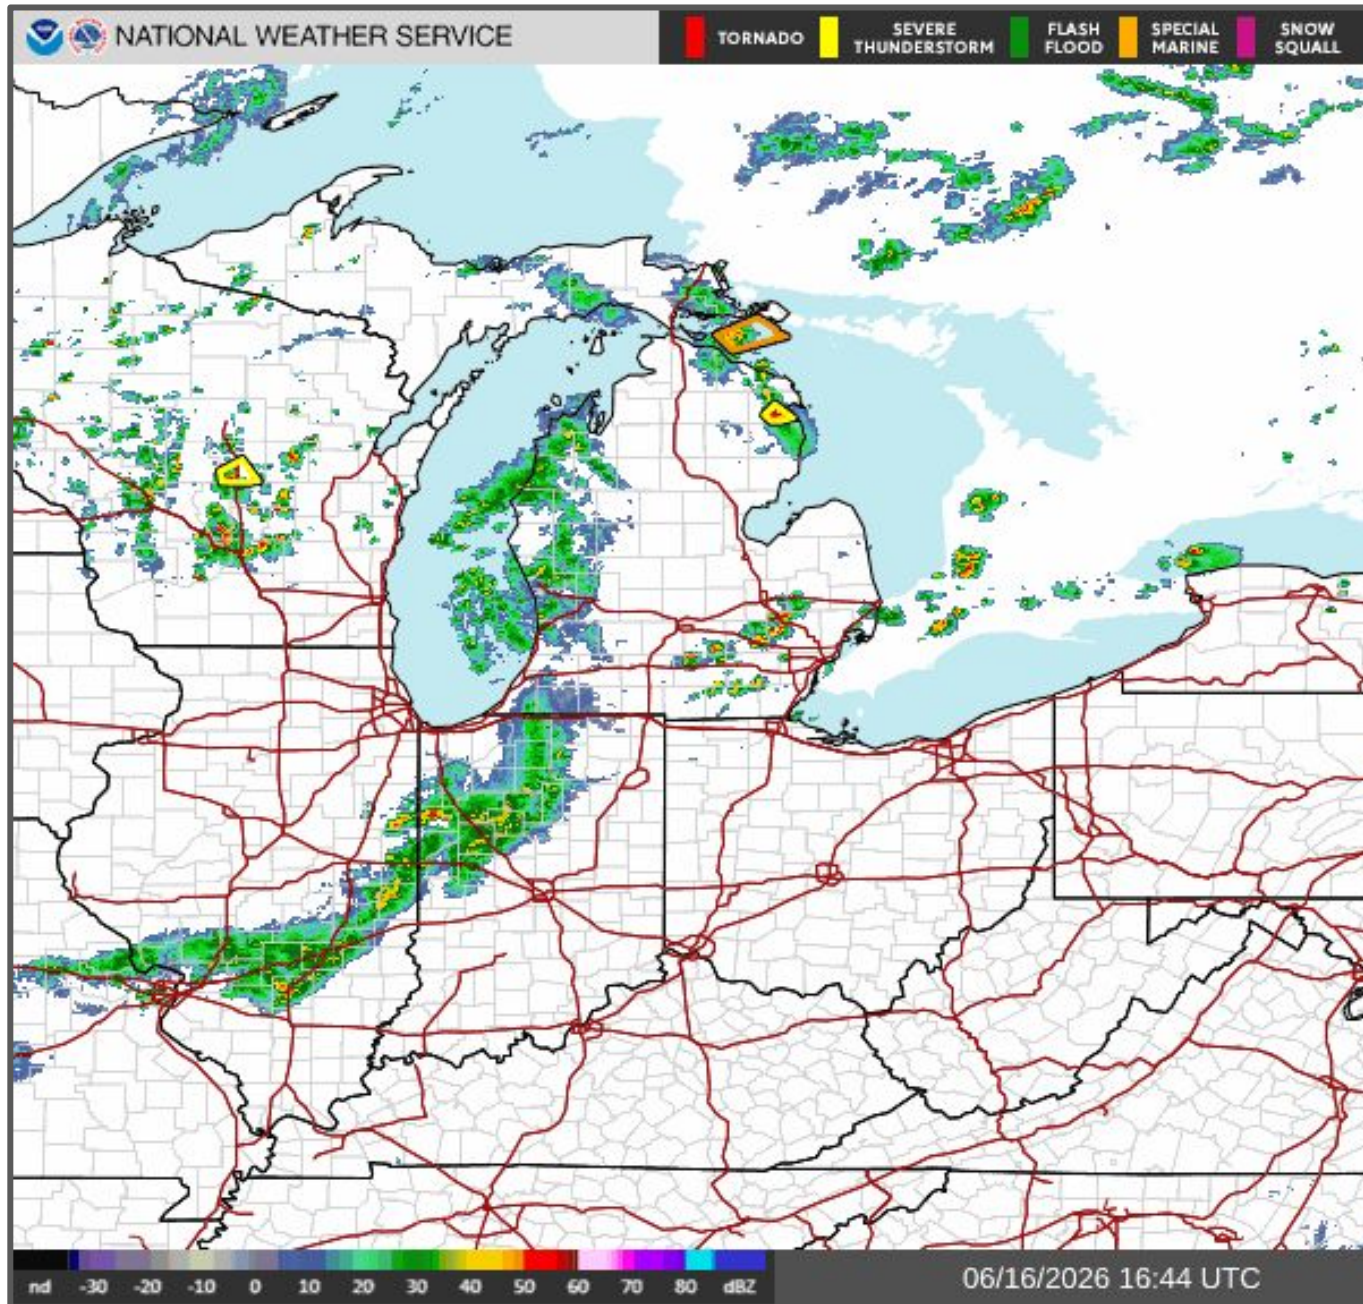 NATIONAL WEATHER SERVICE
TORNADO
SEVERE
THUNDERSTORM
FLASH
FLOOD
SPECIAL
MARINE
SNOW
SQUALL
nd -30 -20 -10 0 10 20 30 40 50 60 70 80 dBZ
06/16/2026 16:44 UTC